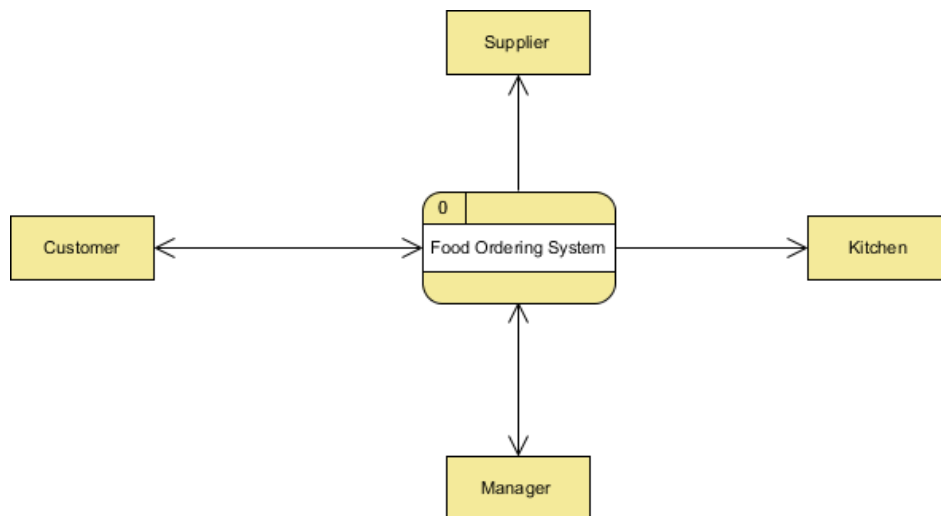 Supplier
0
Customer
Food Ordering System
Kitchen
Manager